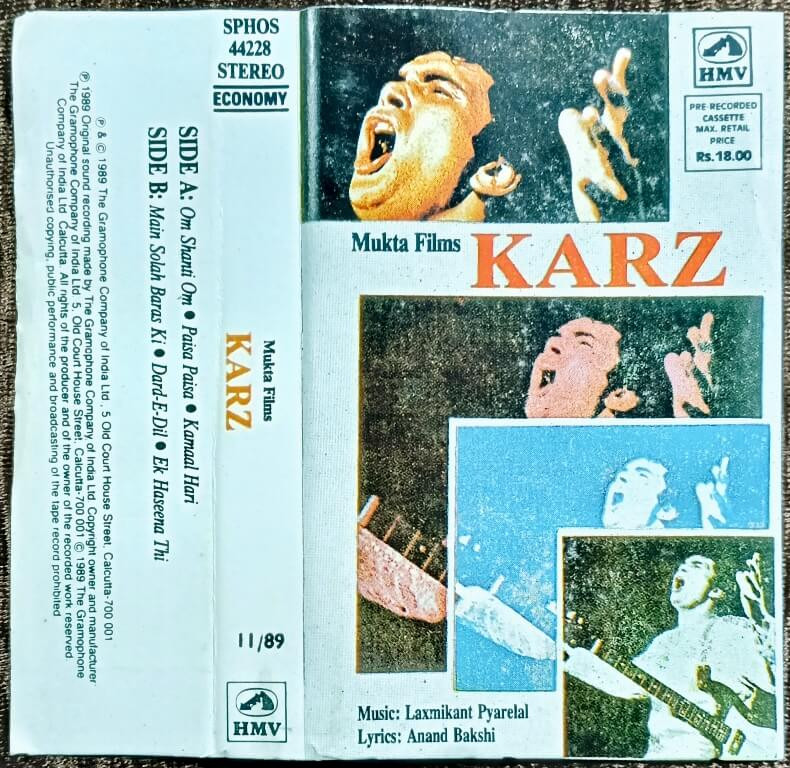 SPHOS
44228
STEREO
ECONOMY
SIDE A: Om Shanti Om • Paisa Paisa • Kamaal Hari
SIDE B: Main Solah Baras Ki • Dard-E-Dil • Ek Haseena Thi
℗ & © 1989 The Gramophone Company of India Ltd., 5 Old Court House Street, Calcutta-700 001
℗ 1989 Original sound recording made by The Gramophone Company of India Ltd. Copyright owner and manufacturer
The Gramophone Company of India Ltd. 5, Old Court House Street, Calcutta-700 001 © 1989 The Gramophone
Company of India Ltd. Calcutta. All rights of the producer and of the owner of the recorded work reserved.
Unauthorised copying, public performance and broadcasting of the tape record prohibited
Mukta Films
KARZ
11/89
HMV
HMV
PRE-RECORDED
CASSETTE
MAX. RETAIL
PRICE
Rs. 18.00
Mukta Films KARZ
Music: Laxmikant Pyarelal
Lyrics: Anand Bakshi